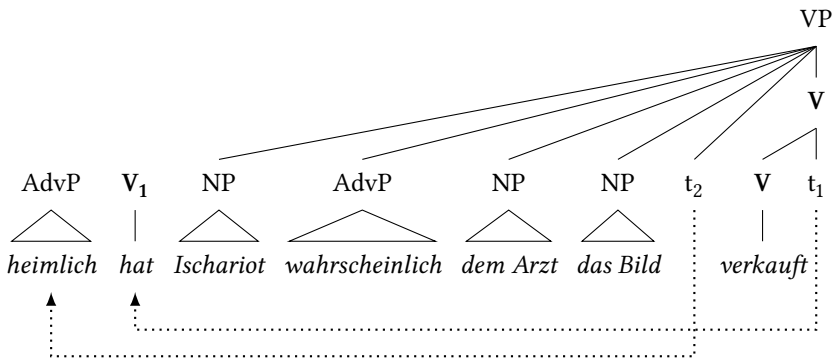 VP
V
AdvP V₁ NP AdvP NP NP t₂ V t₁
heimlich hat Ischariot wahrscheinlich dem Arzt das Bild verkauft